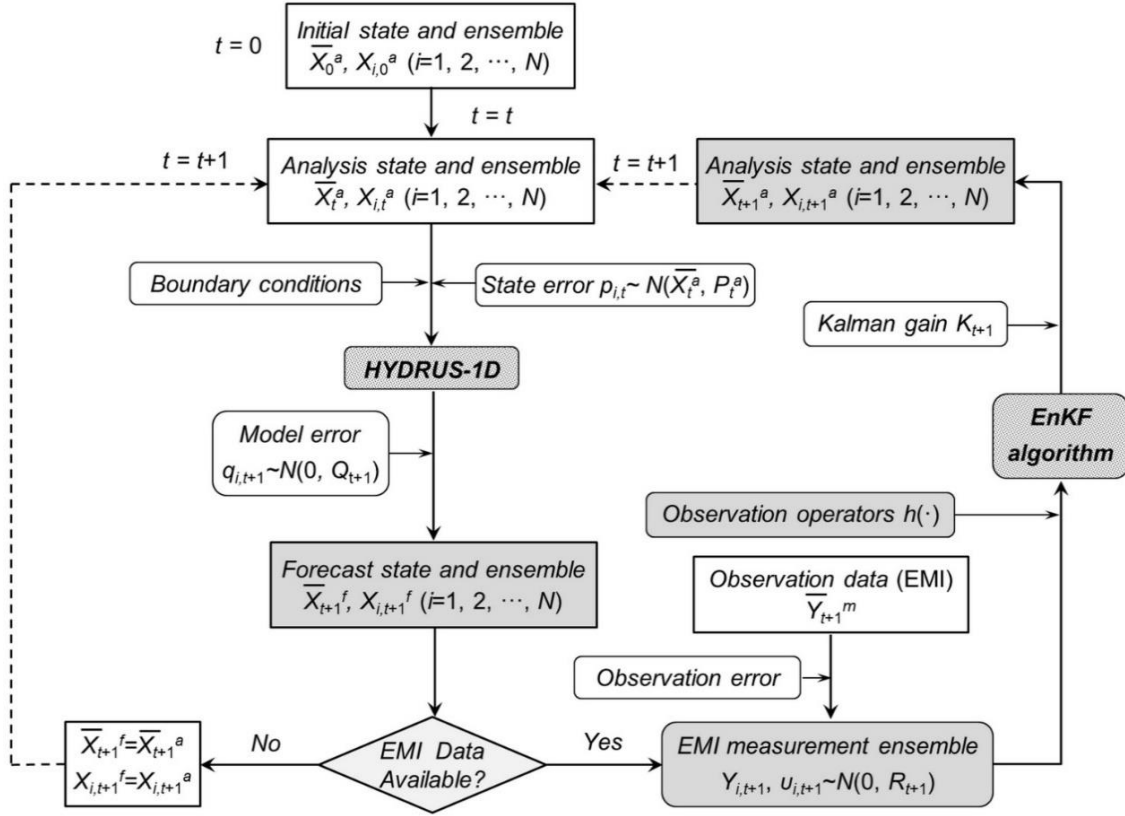 t = 0
Initial state and ensemble
X̅₀ᵃ, Xᵢ,₀ᵃ (i=1, 2, ⋯, N)
t = t
t = t+1
Analysis state and ensemble
X̅ₜᵃ, Xᵢ,ₜᵃ (i=1, 2, ⋯, N)
t = t+1
Analysis state and ensemble
X̅ₜ₊₁ᵃ, Xᵢ,ₜ₊₁ᵃ (i=1, 2, ⋯, N)
Boundary conditions
State error pᵢ,ₜ~ N(X̅ₜᵃ, Pₜᵃ)
Kalman gain Kₜ₊₁
HYDRUS-1D
EnKF
algorithm
Model error
qᵢ,ₜ₊₁~N(0, Qₜ₊₁)
Observation operators h(·)
Forecast state and ensemble
X̅ₜ₊₁ᶠ, Xᵢ,ₜ₊₁ᶠ (i=1, 2, ⋯, N)
Observation data (EMI)
Y̅ₜ₊₁ᵐ
Observation error
X̅ₜ₊₁ᶠ=X̅ₜ₊₁ᵃ
Xᵢ,ₜ₊₁ᶠ=Xᵢ,ₜ₊₁ᵃ
No
EMI Data
Available?
Yes
EMI measurement ensemble
Yᵢ,ₜ₊₁, uᵢ,ₜ₊₁~N(0, Rₜ₊₁)